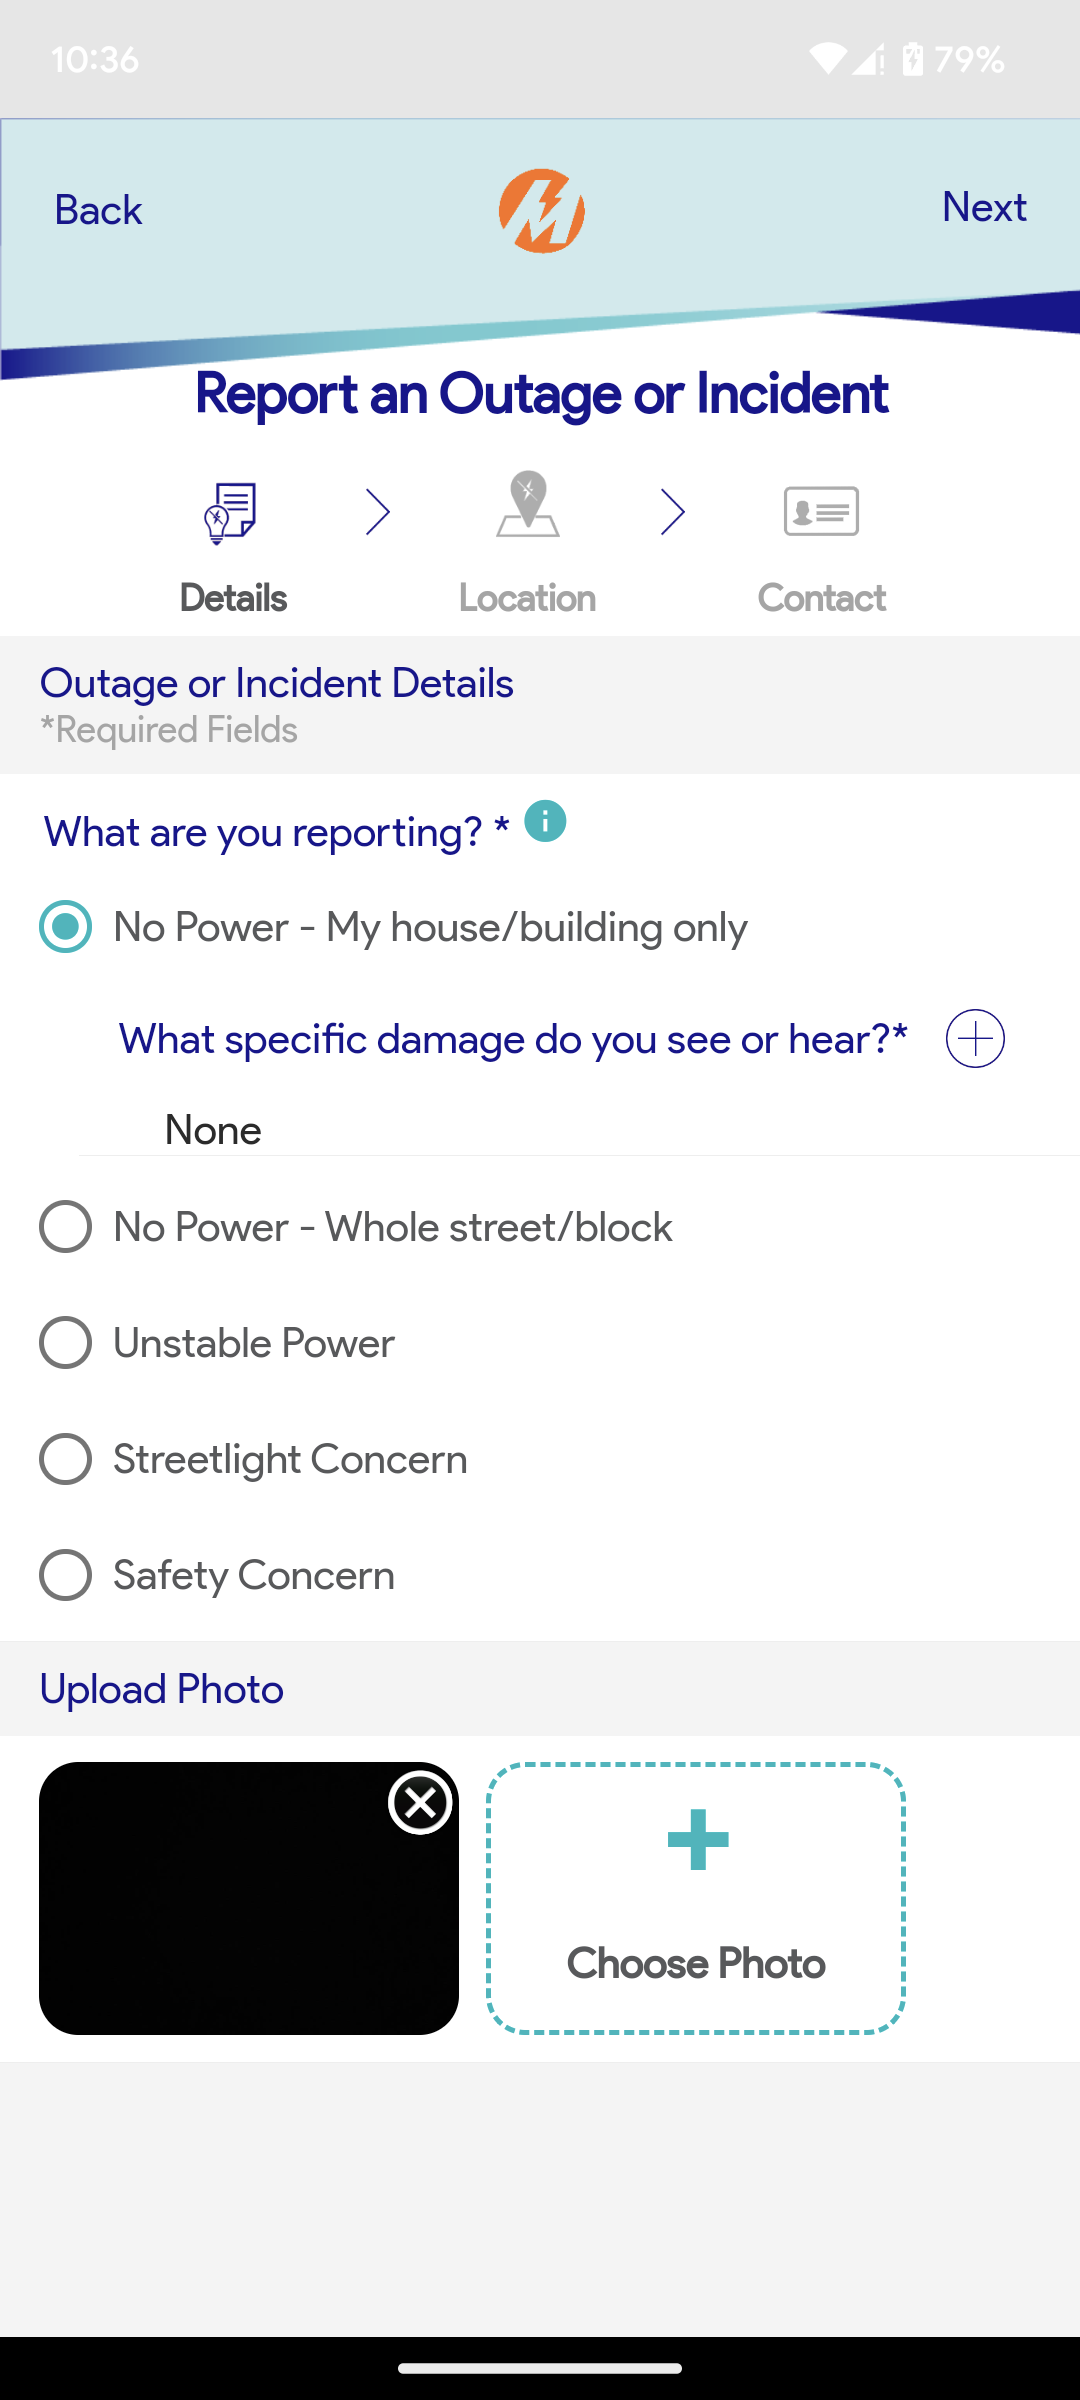 10:36
79%
Back
Next
Report an Outage or Incident
Details
Location
Contact
Outage or Incident Details
*Required Fields
What are you reporting? *
No Power - My house/building only
What specific damage do you see or hear?*
None
No Power - Whole street/block
Unstable Power
Streetlight Concern
Safety Concern
Upload Photo
Choose Photo